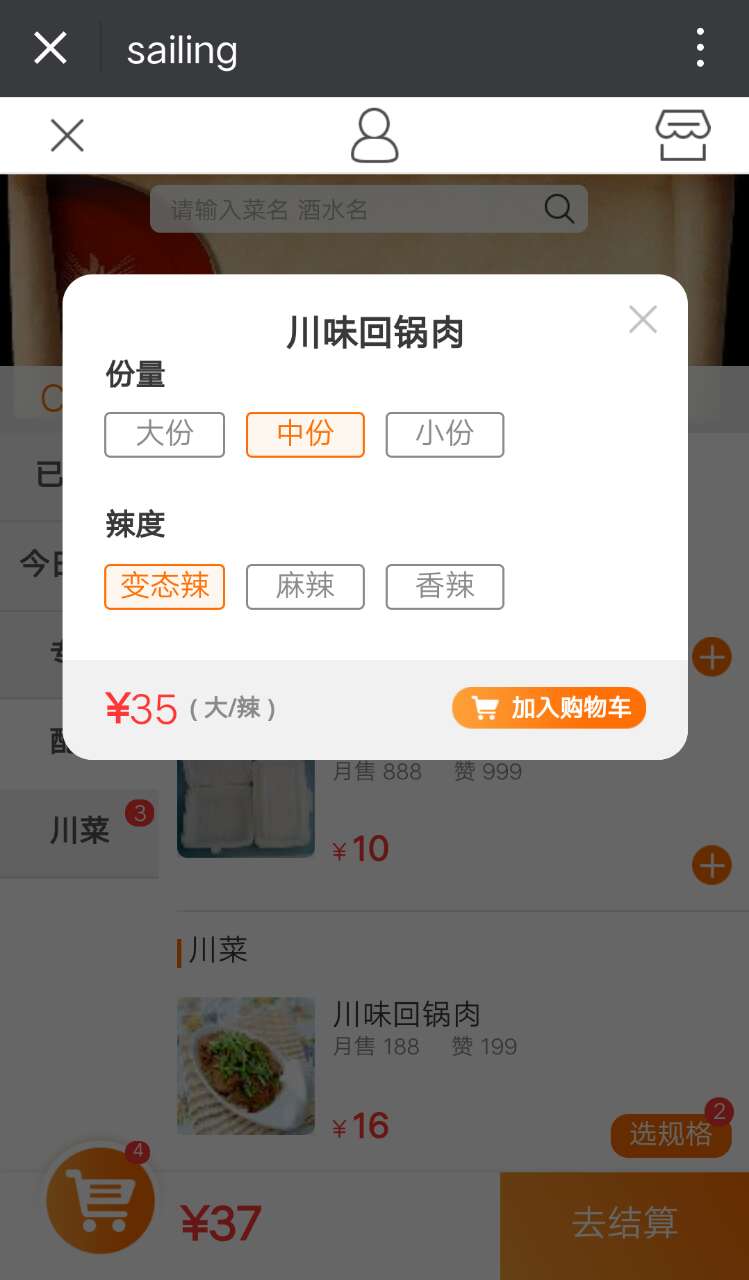 sailing
请输入菜名 酒水名
川味回锅肉
份量
大份 中份 小份
辣度
变态辣 麻辣 香辣
¥35 ( 大/辣 ) 加入购物车
已
今日
月售 888 赞 999
川菜 3
¥10
川菜
川味回锅肉
月售 188 赞 199
¥16
选规格 2
4
¥37
去结算